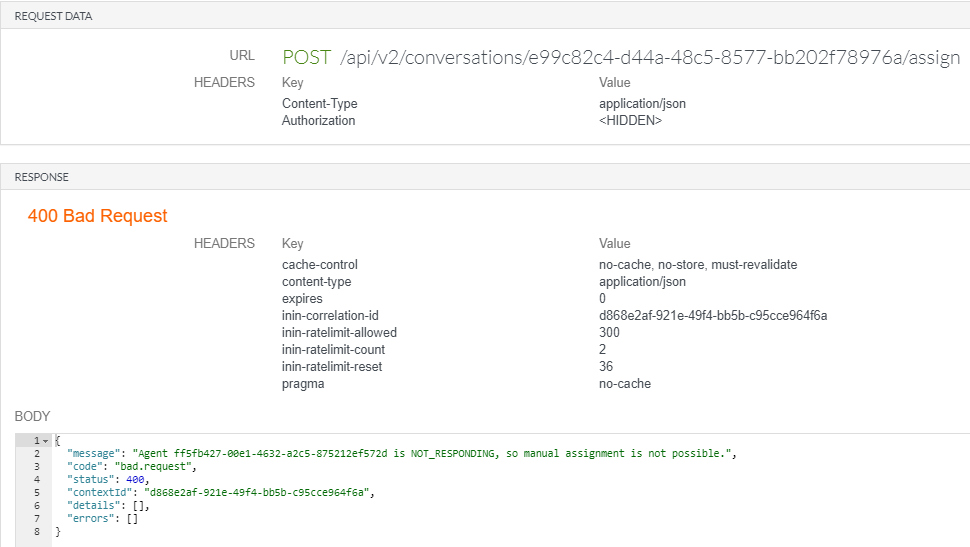 REQUEST DATA
URL POST /api/v2/conversations/e99c82c4-d44a-48c5-8577-bb202f78976a/assign
HEADERS Key Value
Content-Type application/json
Authorization <HIDDEN>
RESPONSE
400 Bad Request
HEADERS Key Value
cache-control no-cache, no-store, must-revalidate
content-type application/json
expires 0
inin-correlation-id d868e2af-921e-49f4-bb5b-c95cce964f6a
inin-ratelimit-allowed 300
inin-ratelimit-count 2
inin-ratelimit-reset 36
pragma no-cache
BODY
1 {
2 "message": "Agent ff5fb427-00e1-4632-a2c5-875212ef572d is NOT_RESPONDING, so manual assignment is not possible.",
3 "code": "bad.request",
4 "status": 400,
5 "contextId": "d868e2af-921e-49f4-bb5b-c95cce964f6a",
6 "details": [],
7 "errors": []
8 }